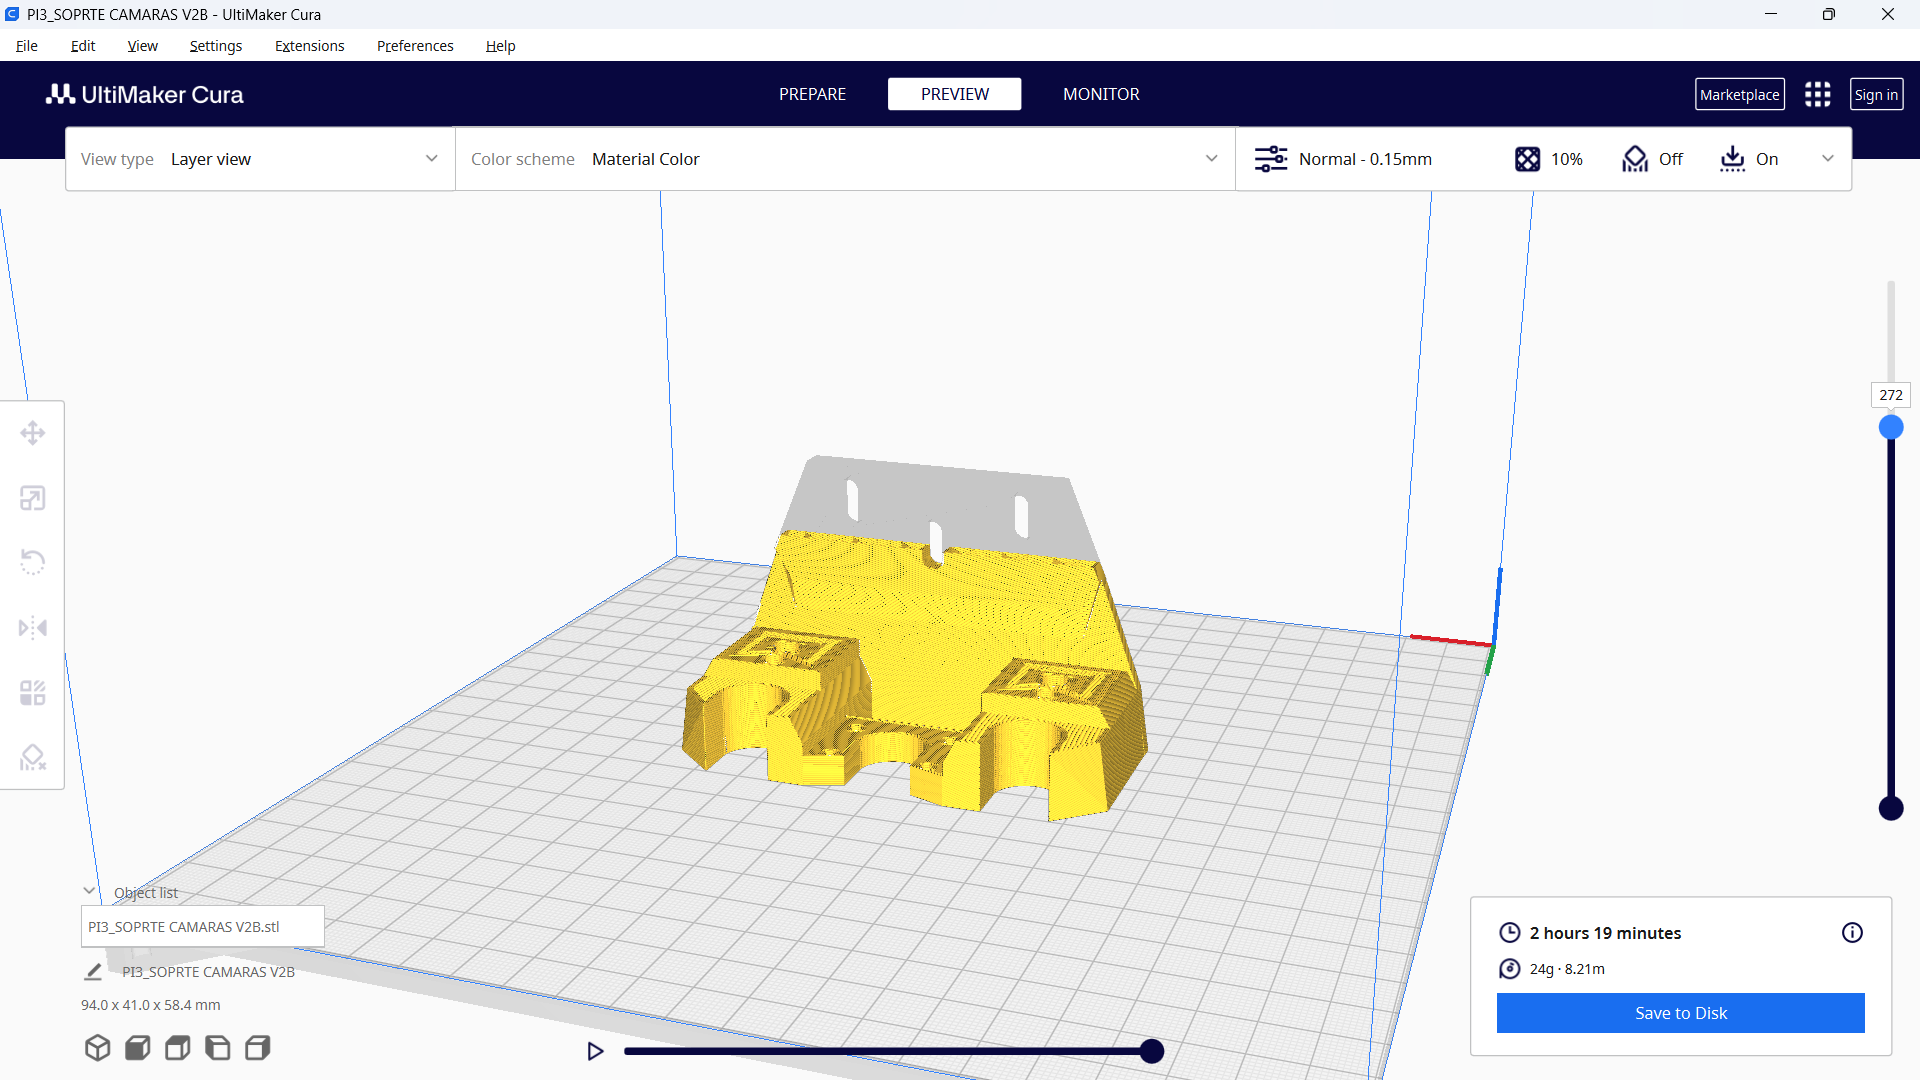 PI3_SOPRTE CAMARAS V2B - UltiMaker Cura
File Edit View Settings Extensions Preferences Help
UltiMaker Cura PREPARE PREVIEW MONITOR Marketplace Sign in
View type Layer view Color scheme Material Color Normal - 0.15mm 10% Off On
272
Object list
PI3_SOPRTE CAMARAS V2B.stl
PI3_SOPRTE CAMARAS V2B
94.0 x 41.0 x 58.4 mm
2 hours 19 minutes
24g · 8.21m
Save to Disk